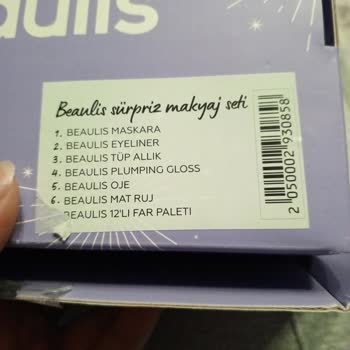 aulis
Beaulis sürpriz makyaj seti
1. BEAULIS MASKARA
2. BEAULIS EYELINER
3. BEAULIS TÜP ALLIK
4. BEAULIS PLUMPING GLOSS
5. BEAULIS OJE
6. BEAULIS MAT RUJ
BEAULIS 12'Lİ FAR PALETİ
2 050002 930858